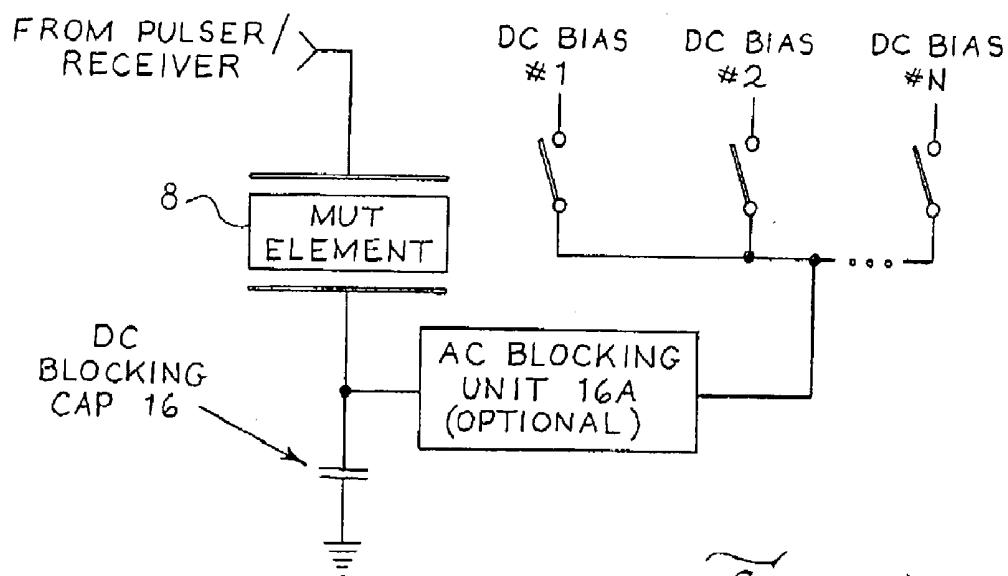 FROM PULSER/
RECEIVER
DC BIAS
#1
DC BIAS
#2
DC BIAS
#N
8
MUT
ELEMENT
DC
BLOCKING
CAP 16
AC BLOCKING
UNIT 16A
(OPTIONAL)